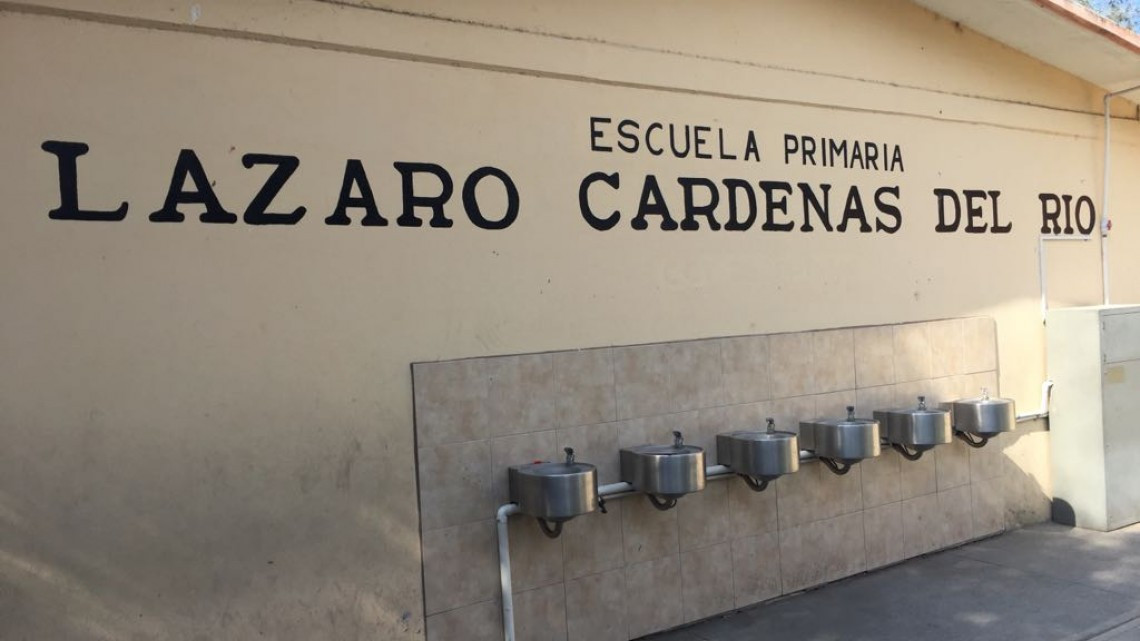 ESCUELA PRIMARIA
LAZARO CARDENAS DEL RIO